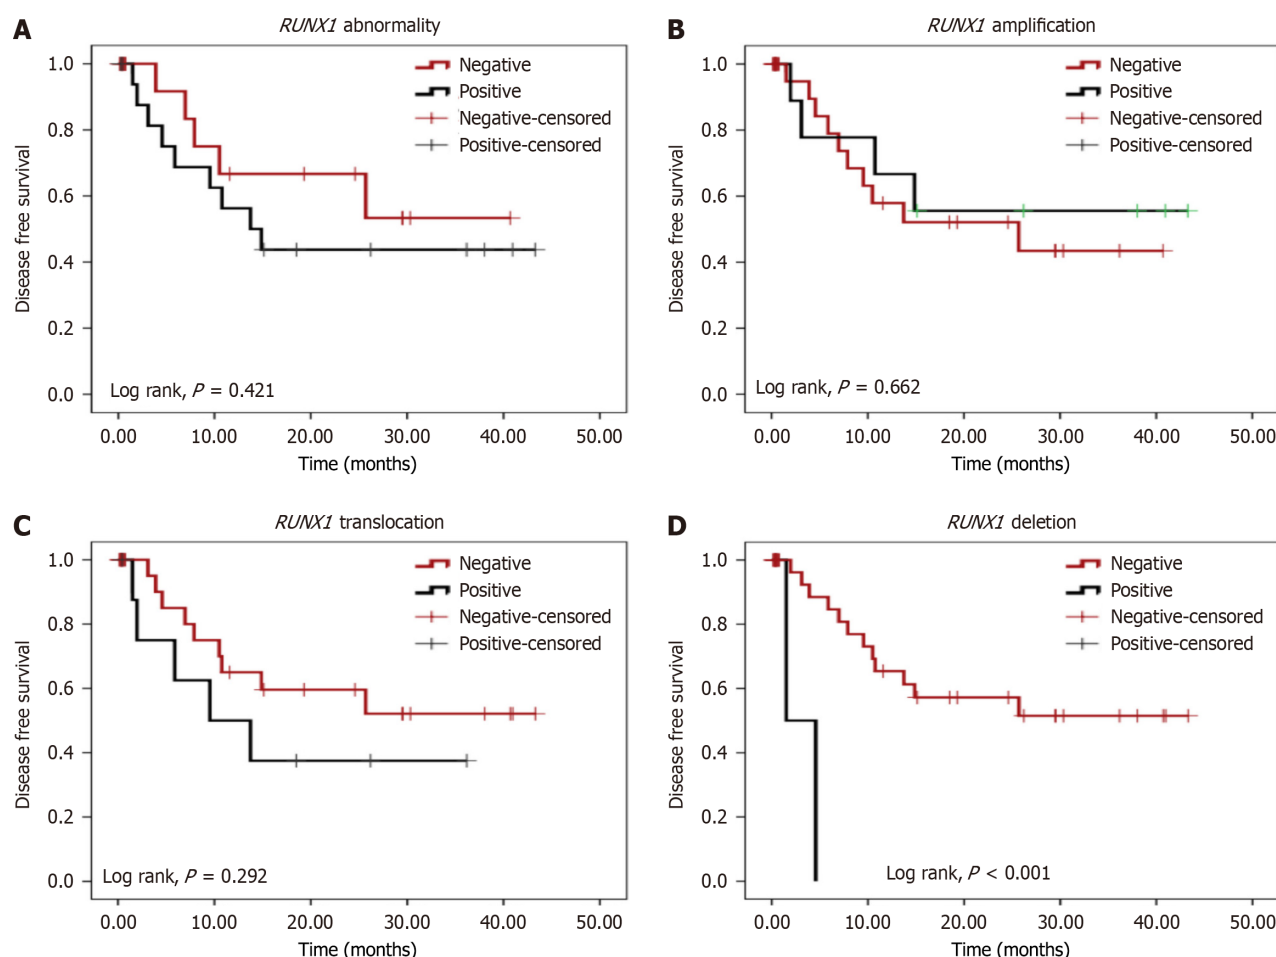 A
RUNX1 abnormality
Disease free survival
1.0
0.8
0.6
0.4
0.2
0.0
Negative
Positive
Negative-censored
Positive-censored
Log rank, P = 0.421
0.00 10.00 20.00 30.00 40.00 50.00
Time (months)
B
RUNX1 amplification
Disease free survival
1.0
0.8
0.6
0.4
0.2
0.0
Negative
Positive
Negative-censored
Positive-censored
Log rank, P = 0.662
0.00 10.00 20.00 30.00 40.00 50.00
Time (months)
C
RUNX1 translocation
Disease free survival
1.0
0.8
0.6
0.4
0.2
0.0
Negative
Positive
Negative-censored
Positive-censored
Log rank, P = 0.292
0.00 10.00 20.00 30.00 40.00 50.00
Time (months)
D
RUNX1 deletion
Disease free survival
1.0
0.8
0.6
0.4
0.2
0.0
Negative
Positive
Negative-censored
Positive-censored
Log rank, P < 0.001
0.00 10.00 20.00 30.00 40.00 50.00
Time (months)